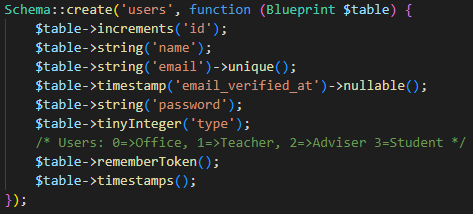 Schema::create('users', function (Blueprint $table) {
$table->increments('id');
$table->string('name');
$table->string('email')->unique();
$table->timestamp('email_verified_at')->nullable();
$table->string('password');
$table->tinyInteger('type');
/* Users: 0=>Office, 1=>Teacher, 2=>Adviser 3=Student */
$table->rememberToken();
$table->timestamps();
});